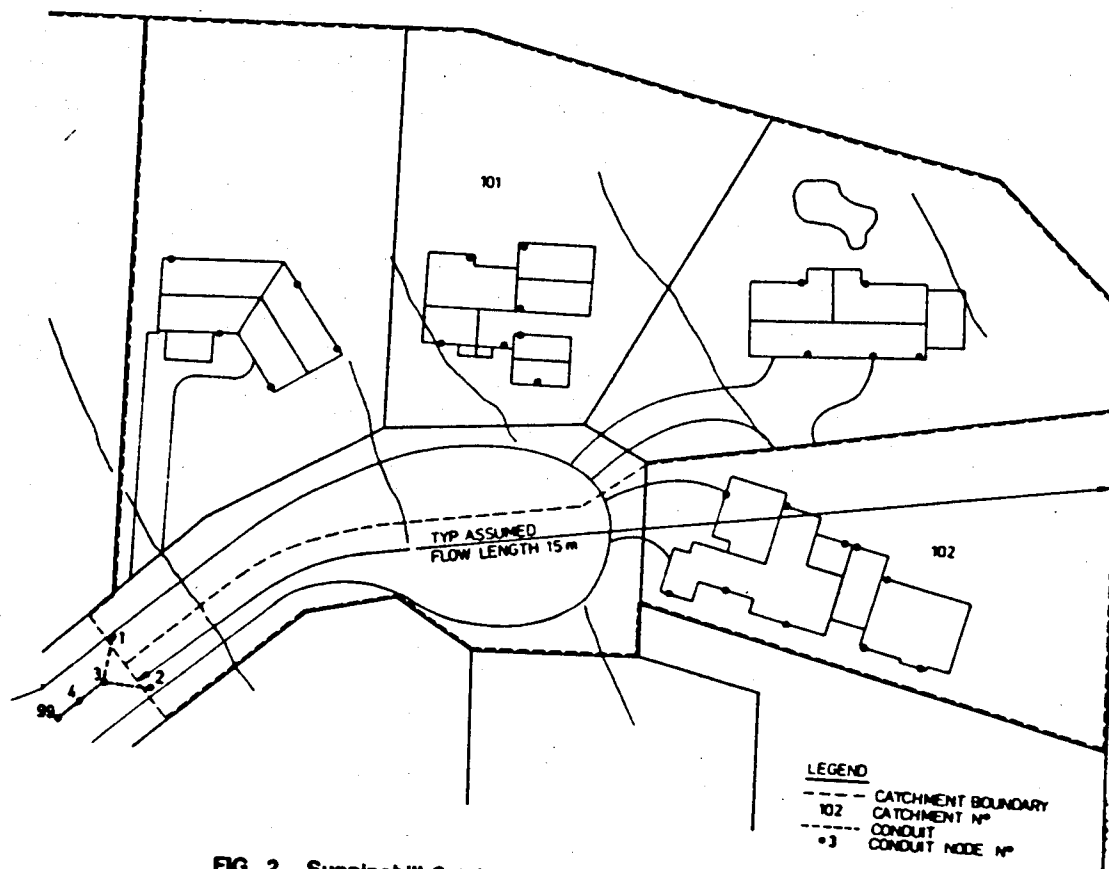 101
TYP ASSUMED
FLOW LENGTH 15 m
102
1
3
2
4
99
LEGEND
CATCHMENT BOUNDARY
102 CATCHMENT Nº
CONDUIT
•3 CONDUIT NODE Nº
FIG. 2